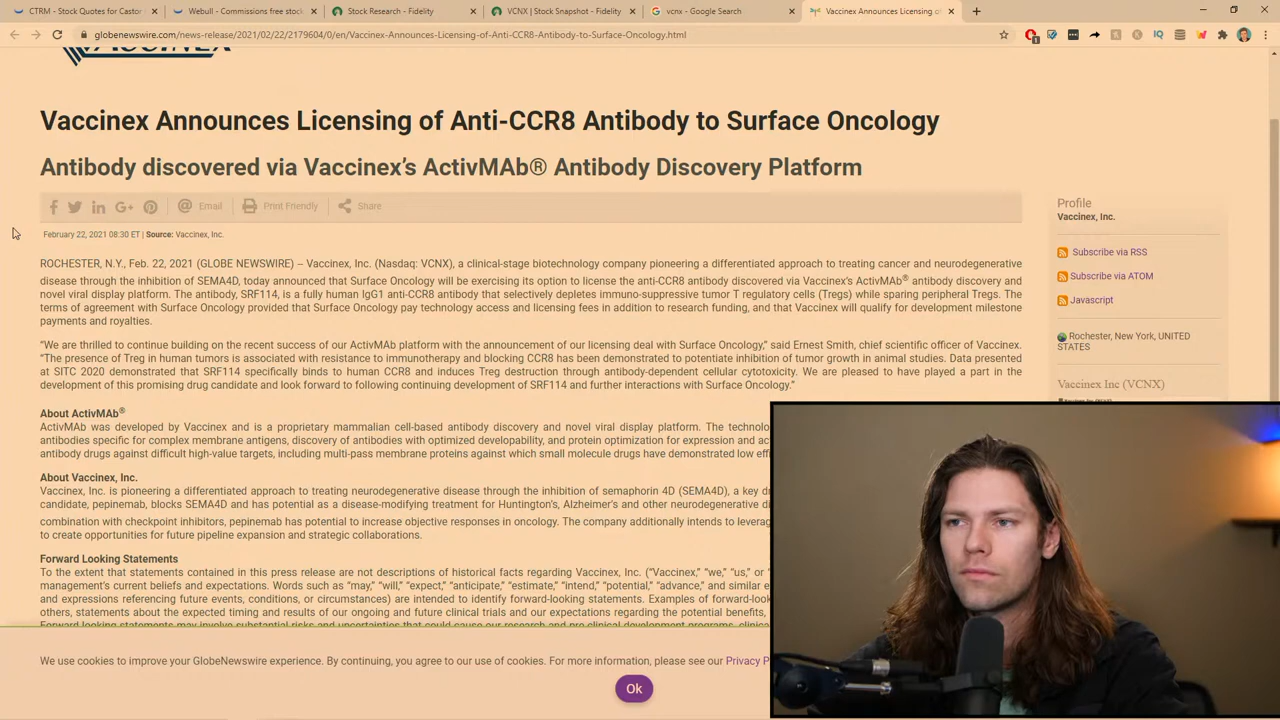 CTRM - Stock Quotes for Castor
Webull - Commissions free stock
Stock Research - Fidelity
VCNX | Stock Snapshot - Fidelity
vcnx - Google Search
Vaccinex Announces Licensing of
globenewswire.com/news-release/2021/02/22/2179604/0/en/Vaccinex-Announces-Licensing-of-Anti-CCR8-Antibody-to-Surface-Oncology.html
Vaccinex Announces Licensing of Anti-CCR8 Antibody to Surface Oncology
Antibody discovered via Vaccinex’s ActivMAb® Antibody Discovery Platform
Email
Print Friendly
Share
February 22, 2021 08:30 ET | Source: Vaccinex, Inc.
ROCHESTER, N.Y., Feb. 22, 2021 (GLOBE NEWSWIRE) -- Vaccinex, Inc. (Nasdaq: VCNX), a clinical-stage biotechnology company pioneering a differentiated approach to treating cancer and neurodegenerative
disease through the inhibition of SEMA4D, today announced that Surface Oncology will be exercising its option to license the anti-CCR8 antibody discovered via Vaccinex's ActivMAb® antibody discovery and
novel viral display platform. The antibody, SRF114, is a fully human IgG1 anti-CCR8 antibody that selectively depletes immuno-suppressive tumor T regulatory cells (Tregs) while sparing peripheral Tregs. The
terms of agreement with Surface Oncology provided that Surface Oncology pay technology access and licensing fees in addition to research funding, and that Vaccinex will qualify for development milestone
payments and royalties.
“We are thrilled to continue building on the recent success of our ActivMAb platform with the announcement of our licensing deal with Surface Oncology,” said Ernest Smith, chief scientific officer of Vaccinex.
“The presence of Treg in human tumors is associated with resistance to immunotherapy and blocking CCR8 has been demonstrated to potentiate inhibition of tumor growth in animal studies. Data presented
at SITC 2020 demonstrated that SRF114 specifically binds to human CCR8 and induces Treg destruction through antibody-dependent cellular cytotoxicity. We are pleased to have played a part in the
development of this promising drug candidate and look forward to following continuing development of SRF114 and further interactions with Surface Oncology.”
About ActivMAb®
ActivMAb was developed by Vaccinex and is a proprietary mammalian cell-based antibody discovery and novel viral display platform. The technolo
antibodies specific for complex membrane antigens, discovery of antibodies with optimized developability, and protein optimization for expression and ac
antibody drugs against difficult high-value targets, including multi-pass membrane proteins against which small molecule drugs have demonstrated low effi
About Vaccinex, Inc.
Vaccinex, Inc. is pioneering a differentiated approach to treating neurodegenerative disease through the inhibition of semaphorin 4D (SEMA4D), a key dr
candidate, pepinemab, blocks SEMA4D and has potential as a disease-modifying treatment for Huntington's, Alzheimer's and other neurodegenerative di
combination with checkpoint inhibitors, pepinemab has potential to increase objective responses in oncology. The company additionally intends to leverag
to create opportunities for future pipeline expansion and strategic collaborations.
Forward Looking Statements
To the extent that statements contained in this press release are not descriptions of historical facts regarding Vaccinex, Inc. (“Vaccinex,” “we,” “us,” or “
management's current beliefs and expectations. Words such as “may,” “will,” “expect,” “anticipate,” “estimate,” “intend,” “potential,” “advance,” and similar e
and expressions referencing future events, conditions, or circumstances) are intended to identify forward-looking statements. Examples of forward-look
others, statements about the expected timing and results of our ongoing and future clinical trials and our expectations regarding the potential benefits,
Forward looking statements may involve substantial risks and uncertainties that could cause our research and pre clinical development programs, clinica
Profile
Vaccinex, Inc.
Subscribe via RSS
Subscribe via ATOM
Javascript
Rochester, New York, UNITED
STATES
Vaccinex Inc (VCNX)
We use cookies to improve your GlobeNewswire experience. By continuing, you agree to our use of cookies. For more information, please see our Privacy P
Ok